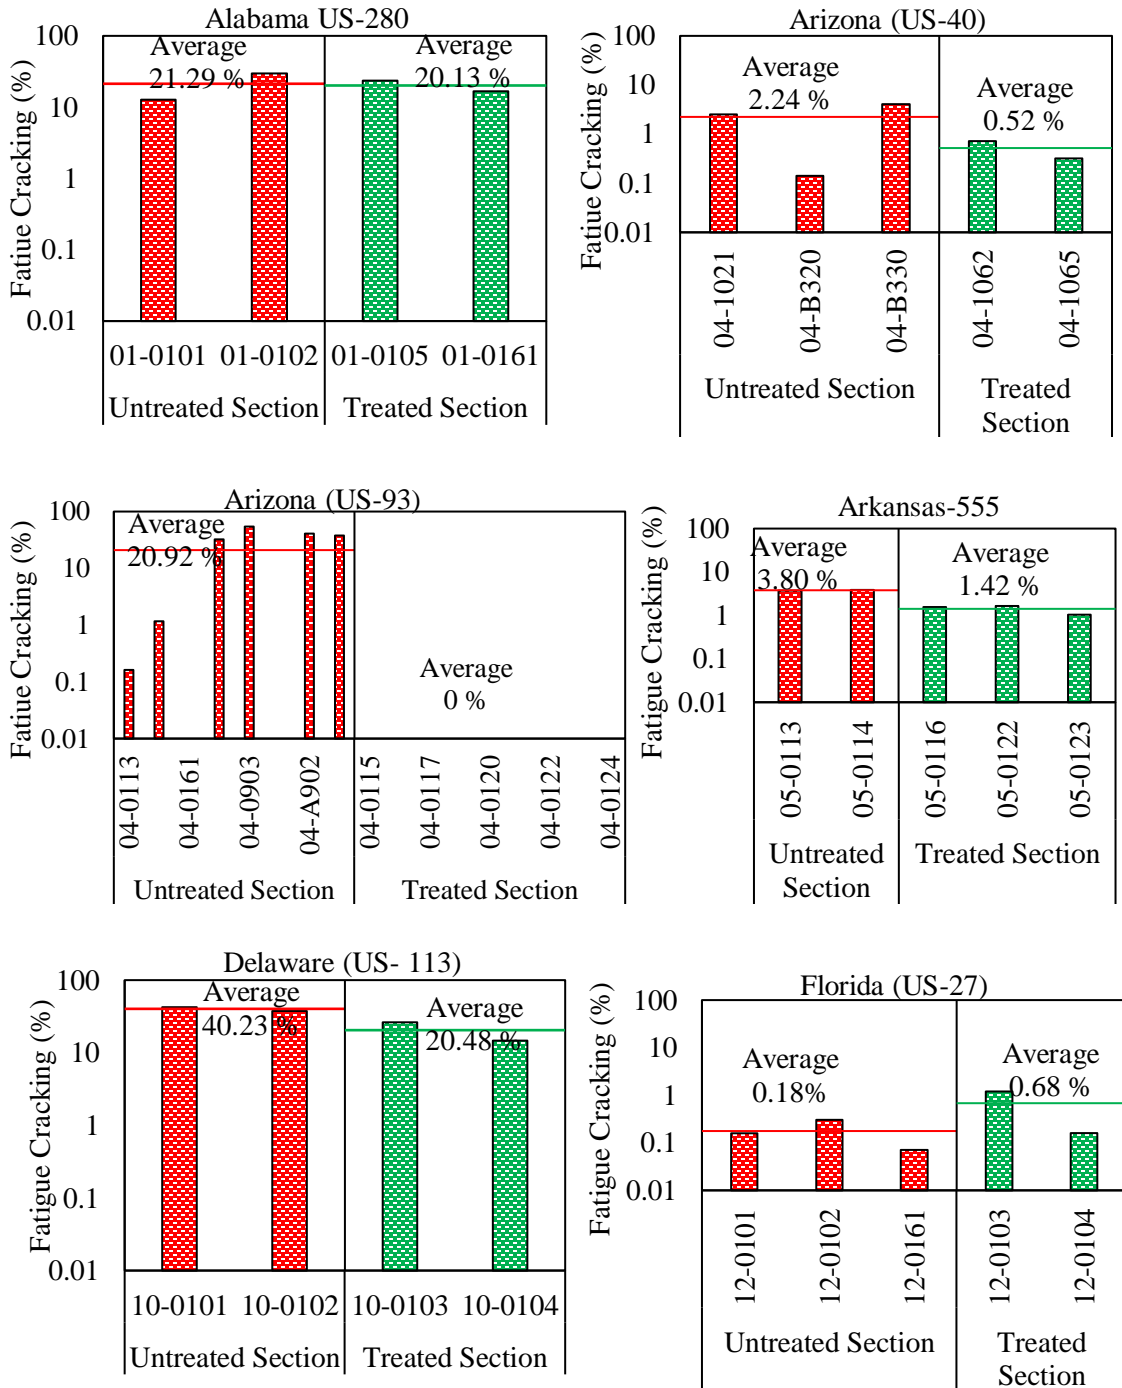 Alabama US-280
Fatiue Cracking (%)
100
10
1
0.1
0.01
Average
21.29 %
Average
20.13 %
01-0101 01-0102 01-0105 01-0161
Untreated Section Treated Section
Arizona (US-40)
Fatiue Cracking (%)
100
10
1
0.1
0.01
Average
2.24 %
Average
0.52 %
04-1021
04-B320
04-B330
04-1062
04-1065
Untreated Section
Treated
Section
Arizona (US-93)
Fatiue Cracking (%)
100
10
1
0.1
0.01
Average
20.92 %
Average
0 %
04-0113
04-0161
04-0903
04-A902
04-0115
04-0117
04-0120
04-0122
04-0124
Untreated Section
Treated Section
Arkansas-555
Fatigue Cracking (%)
100
10
1
0.1
0.01
Average
3.80 %
Average
1.42 %
05-0113
05-0114
05-0116
05-0122
05-0123
Untreated
Section
Treated Section
Delaware (US- 113)
Fatigue Cracking (%)
100
10
1
0.1
0.01
Average
40.23 %
Average
20.48 %
10-0101 10-0102 10-0103 10-0104
Untreated Section Treated Section
Florida (US-27)
Fatigue Cracking (%)
100
10
1
0.1
0.01
Average
0.18%
Average
0.68 %
12-0101
12-0102
12-0161
12-0103
12-0104
Untreated Section
Treated
Section